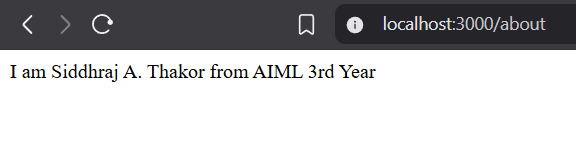 localhost:3000/about
I am Siddhraj A. Thakor from AIML 3rd Year